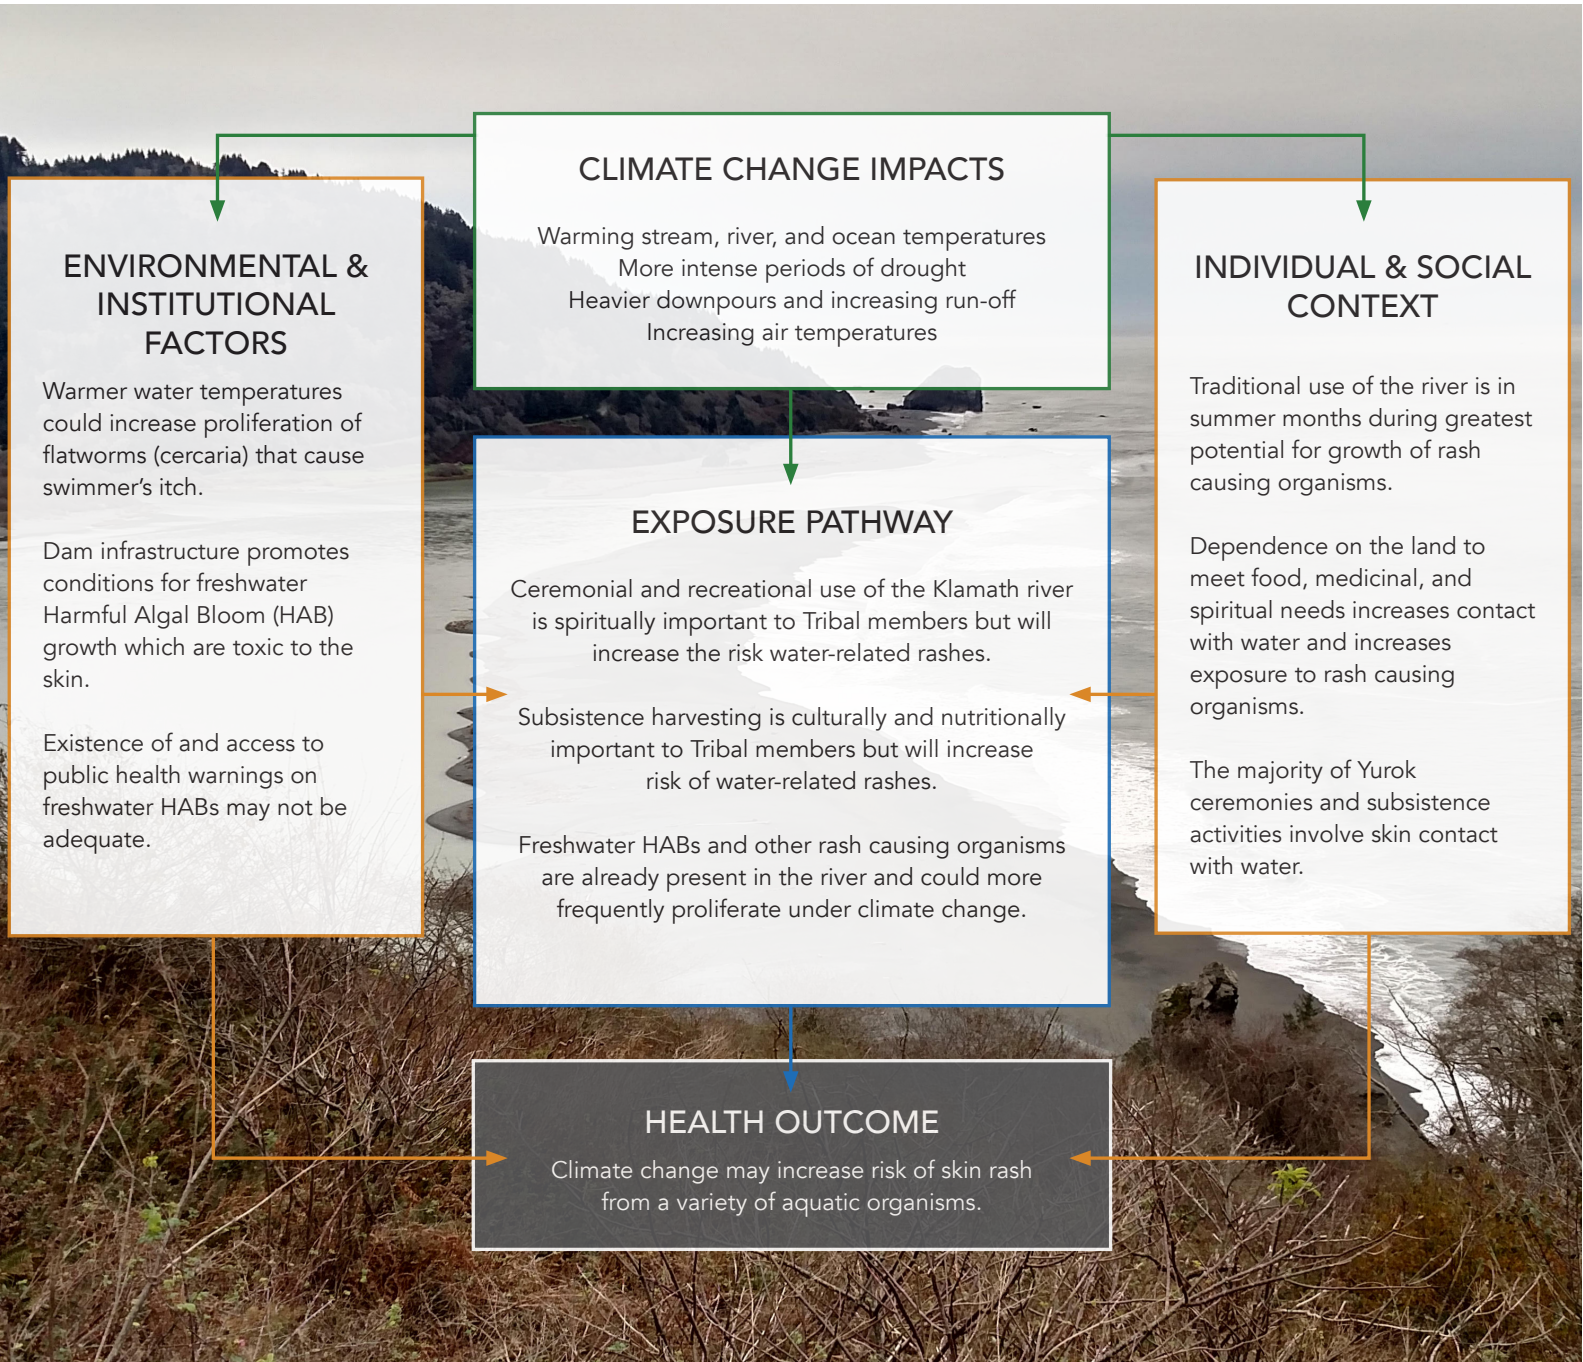 CLIMATE CHANGE IMPACTS
Warming stream, river, and ocean temperatures
More intense periods of drought
Heavier downpours and increasing run-off
Increasing air temperatures
ENVIRONMENTAL &
INSTITUTIONAL
FACTORS
Warmer water temperatures
could increase proliferation of
flatworms (cercaria) that cause
swimmer’s itch.
Dam infrastructure promotes
conditions for freshwater
Harmful Algal Bloom (HAB)
growth which are toxic to the
skin.
Existence of and access to
public health warnings on
freshwater HABs may not be
adequate.
EXPOSURE PATHWAY
Ceremonial and recreational use of the Klamath river
is spiritually important to Tribal members but will
increase the risk water-related rashes.
Subsistence harvesting is culturally and nutritionally
important to Tribal members but will increase
risk of water-related rashes.
Freshwater HABs and other rash causing organisms
are already present in the river and could more
frequently proliferate under climate change.
INDIVIDUAL & SOCIAL
CONTEXT
Traditional use of the river is in
summer months during greatest
potential for growth of rash
causing organisms.
Dependence on the land to
meet food, medicinal, and
spiritual needs increases contact
with water and increases
exposure to rash causing
organisms.
The majority of Yurok
ceremonies and subsistence
activities involve skin contact
with water.
HEALTH OUTCOME
Climate change may increase risk of skin rash
from a variety of aquatic organisms.